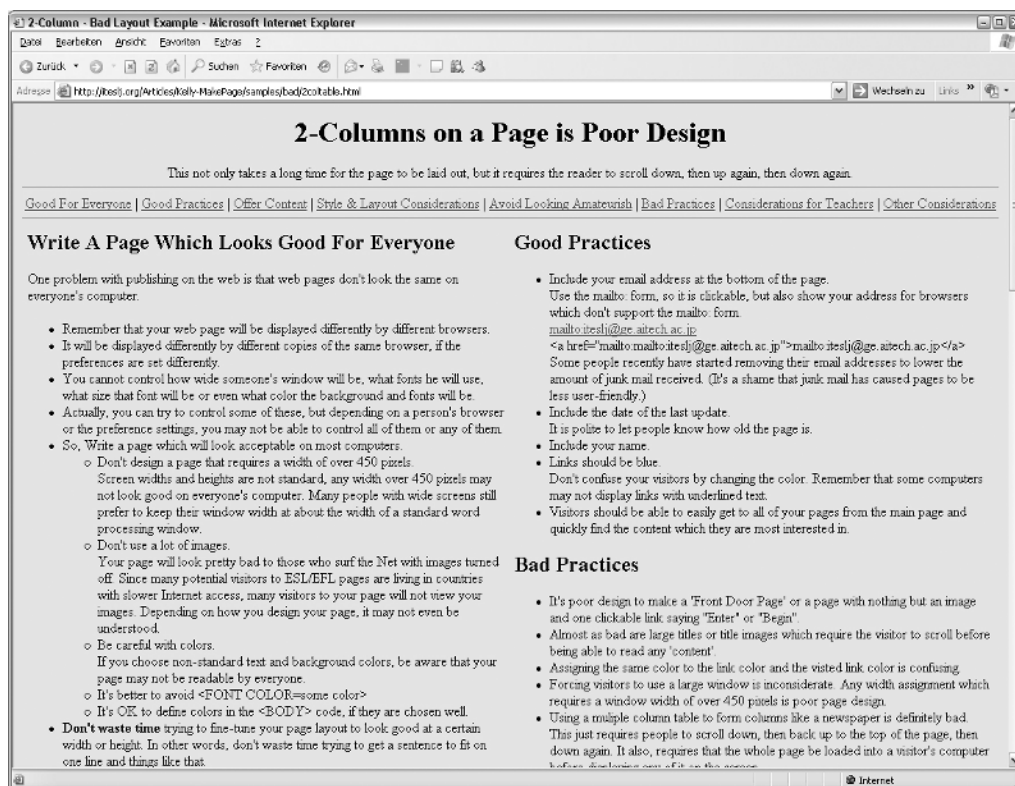 2-Column - Bad Layout Example - Microsoft Internet Explorer
Datei Bearbeiten Ansicht Favoriten Extras ?
Zurück Suchen Favoriten
Adresse http://iteslj.org/Articles/Kelly-MakePage/samples/bad/2coltable.html Wechseln zu Links »
2-Columns on a Page is Poor Design
This not only takes a long time for the page to be laid out, but it requires the reader to scroll down, then up again, then down again.
Good For Everyone | Good Practices | Offer Content | Style & Layout Considerations | Avoid Looking Amateurish | Bad Practices | Considerations for Teachers | Other Considerations
Write A Page Which Looks Good For Everyone
One problem with publishing on the web is that web pages don't look the same on
everyone's computer.
• Remember that your web page will be displayed differently by different browsers.
• It will be displayed differently by different copies of the same browser, if the
preferences are set differently.
• You cannot control how wide someone's window will be, what fonts he will use,
what size that font will be or even what color the background and fonts will be.
• Actually, you can try to control some of these, but depending on a person's browser
or the preference settings, you may not be able to control all of them or any of them.
• So, Write a page which will look acceptable on most computers.
o Don't design a page that requires a width of over 450 pixels.
Screen widths and heights are not standard, any width over 450 pixels may
not look good on everyone's computer. Many people with wide screens still
prefer to keep their window width at about the width of a standard word
processing window.
o Don't use a lot of images.
Your page will look pretty bad to those who surf the Net with images turned
off. Since many potential visitors to ESL/EFL pages are living in countries
with slower Internet access, many visitors to your page will not view your
images. Depending on how you design your page, it may not even be
understood.
o Be careful with colors.
If you choose non-standard text and background colors, be aware that your
page may not be readable by everyone.
o It's better to avoid <FONT COLOR=some color>
o It's OK to define colors in the <BODY> code, if they are chosen well.
• Don't waste time trying to fine-tune your page layout to look good at a certain
width or height. In other words, don't waste time trying to get a sentence to fit on
one line and things like that.
Good Practices
• Include your email address at the bottom of the page.
Use the mailto: form, so it is clickable, but also show your address for browsers
which don't support the mailto: form.
mailto:iteslj@ge.aitech.ac.jp
<a href="mailto:mailto:iteslj@ge.aitech.ac.jp">mailto:iteslj@ge.aitech.ac.jp</a>
Some people recently have started removing their email addresses to lower the
amount of junk mail received. (It's a shame that junk mail has caused pages to be
less user-friendly.)
• Include the date of the last update.
It is polite to let people know how old the page is.
• Include your name.
• Links should be blue.
Don't confuse your visitors by changing the color. Remember that some computers
may not display links with underlined text.
• Visitors should be able to easily get to all of your pages from the main page and
quickly find the content which they are most interested in.
Bad Practices
• It's poor design to make a 'Front Door Page' or a page with nothing but an image
and one clickable link saying "Enter" or "Begin".
• Almost as bad are large titles or title images which require the visitor to scroll before
being able to read any 'content'.
• Assigning the same color to the link color and the visted link color is confusing.
• Forcing visitors to use a large window is inconsiderate. Any width assignment which
requires a window width of over 450 pixels is poor page design.
• Using a muliple column table to form columns like a newspaper is definitely bad.
This just requires people to scroll down, then back up to the top of the page, then
down again. It also, requires that the whole page be loaded into a visitor's computer
before displaying any of it on the screen.
Internet